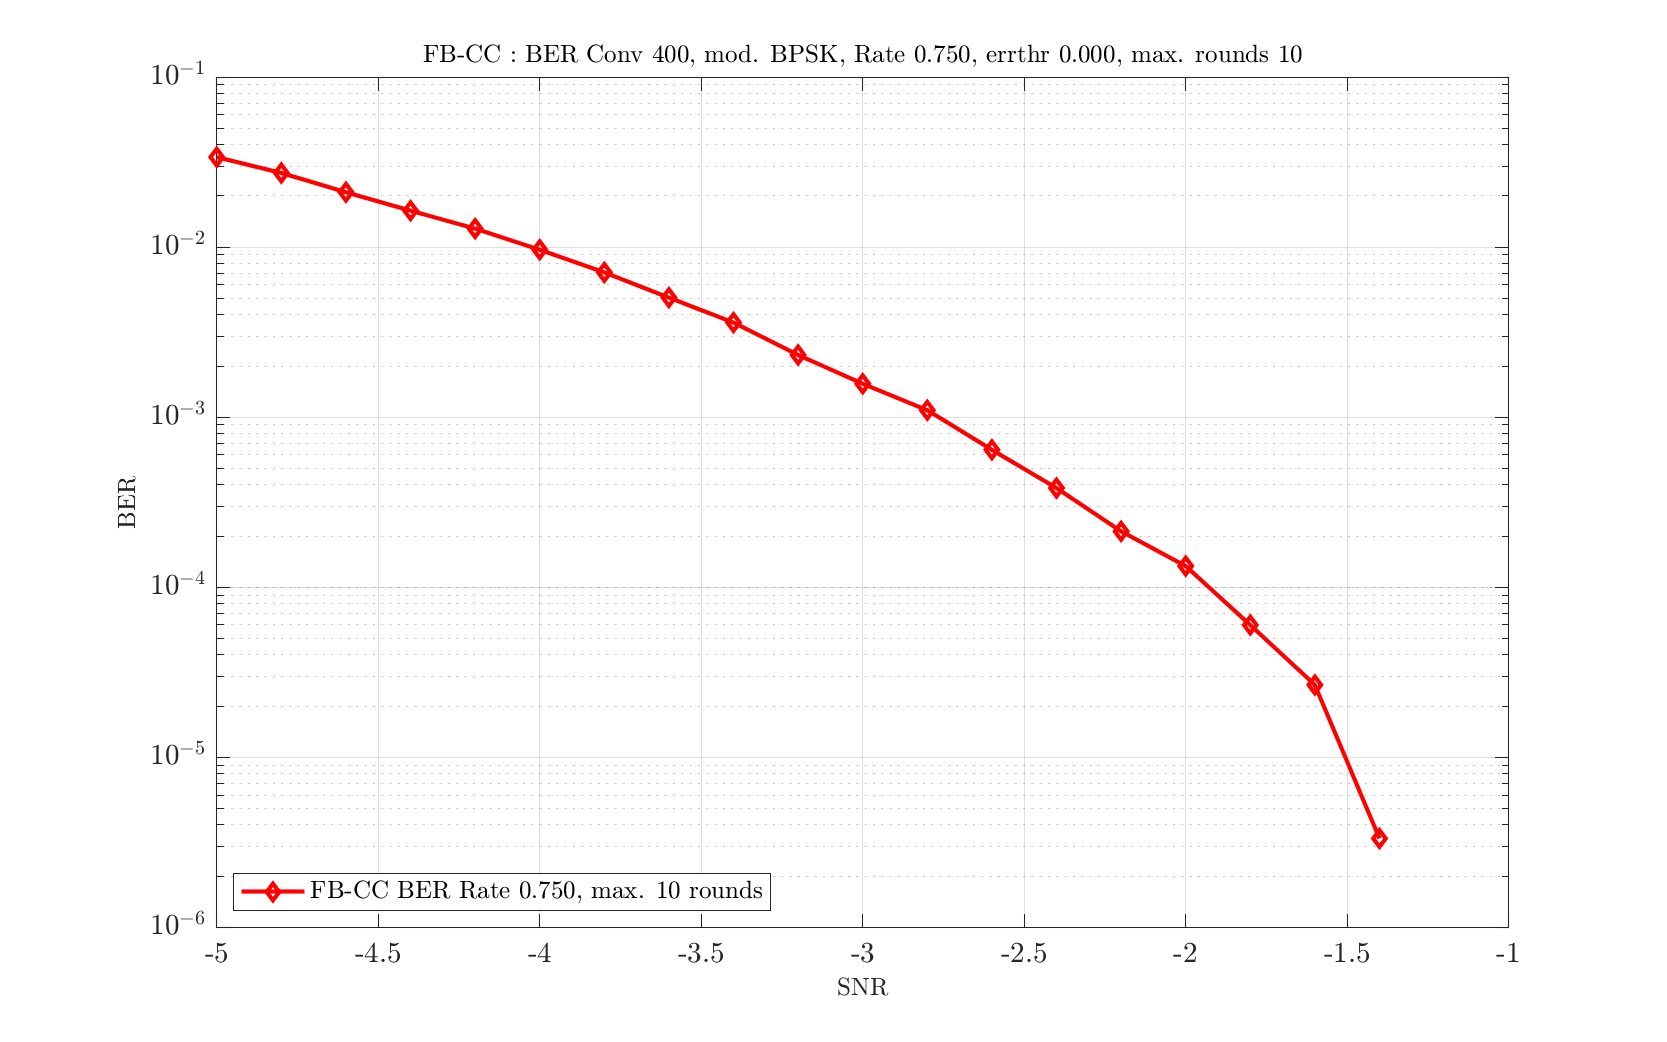 FB-CC : BER Conv 400, mod. BPSK, Rate 0.750, errthr 0.000, max. rounds 10
10⁻¹
10⁻²
10⁻³
10⁻⁴
10⁻⁵
10⁻⁶
BER
FB-CC BER Rate 0.750, max. 10 rounds
-5 -4.5 -4 -3.5 -3 -2.5 -2 -1.5 -1
SNR